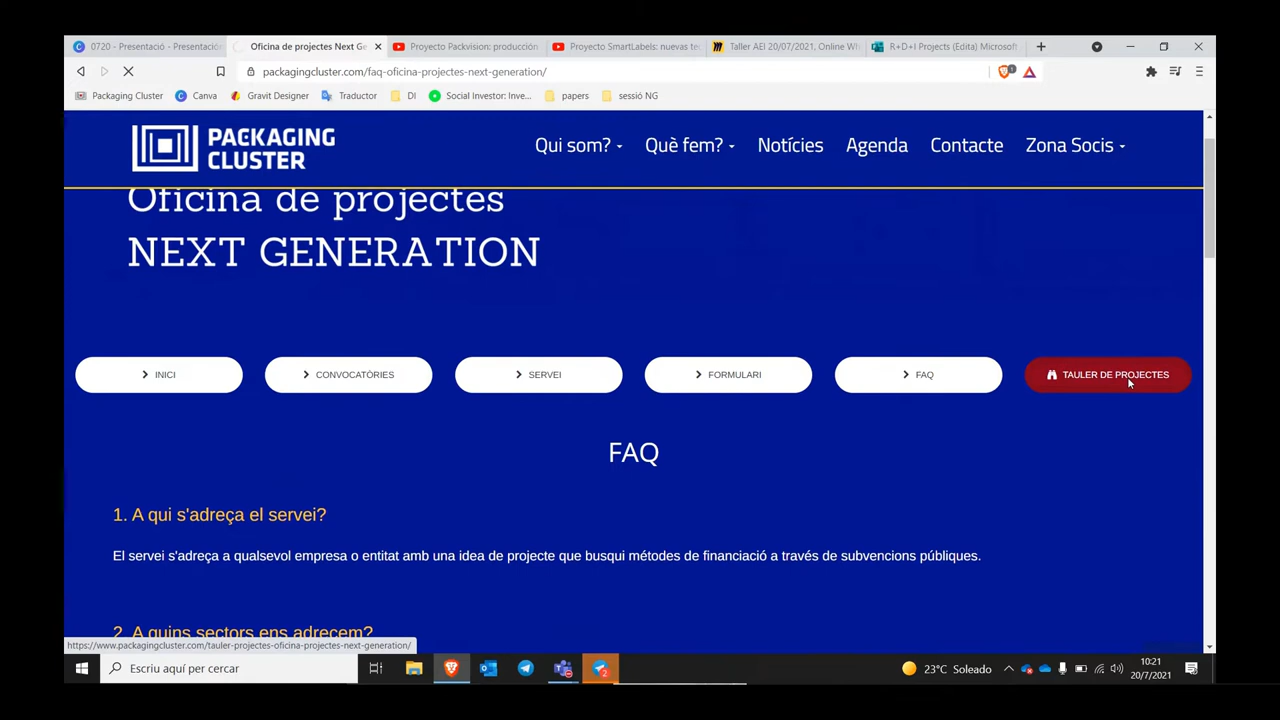 0720 - Presentació - Presentació
Oficina de projectes Next Ge
Proyecto Packvision: producción
Proyecto SmartLabels: nuevas tec
Taller AEI 20/07/2021, Online Wh
R+D+I Projects (Edita) Microsoft
packagingcluster.com/faq-oficina-projectes-next-generation/
1
Packaging Cluster
Canva
Gravit Designer
Traductor
DI
Social Investor: Inve...
papers
sessió NG
PACKAGING
CLUSTER
Qui som?
Què fem?
Notícies
Agenda
Contacte
Zona Socis
Oficina de projectes
NEXT GENERATION
INICI
CONVOCATÒRIES
SERVEI
FORMULARI
FAQ
TAULER DE PROJECTES
FAQ
1. A qui s'adreça el servei?
El servei s'adreça a qualsevol empresa o entitat amb una idea de projecte que busqui métodes de financiació a través de subvencions públiques.
2. A quins sectors ens adrecem?
https://www.packagingcluster.com/tauler-projectes-oficina-projectes-next-generation/
Escriu aquí per cercar
2
23°C Soleado
10:21
20/7/2021